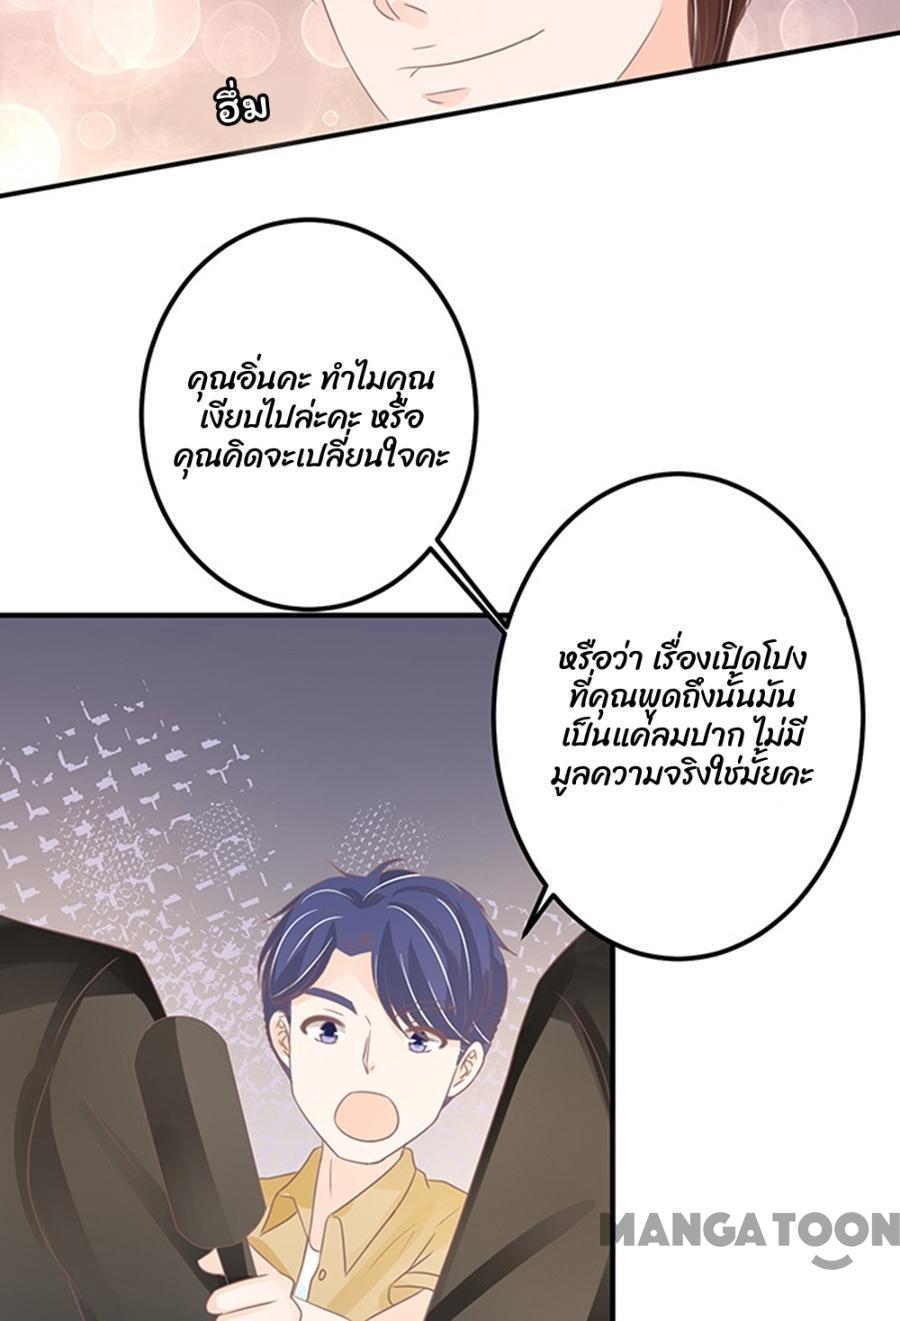 ฮึ่ม
คุณอิ่นคะ ทำไมคุณ
เงียบไปล่ะคะ หรือ
คุณคิดจะเปลี่ยนใจคะ
หรือว่า เรื่องเปิดโปง
ที่คุณพูดถึงนั้นมัน
เป็นแค่ลมปาก ไม่มี
มูลความจริงใช่มั้ยคะ
MANGATOON